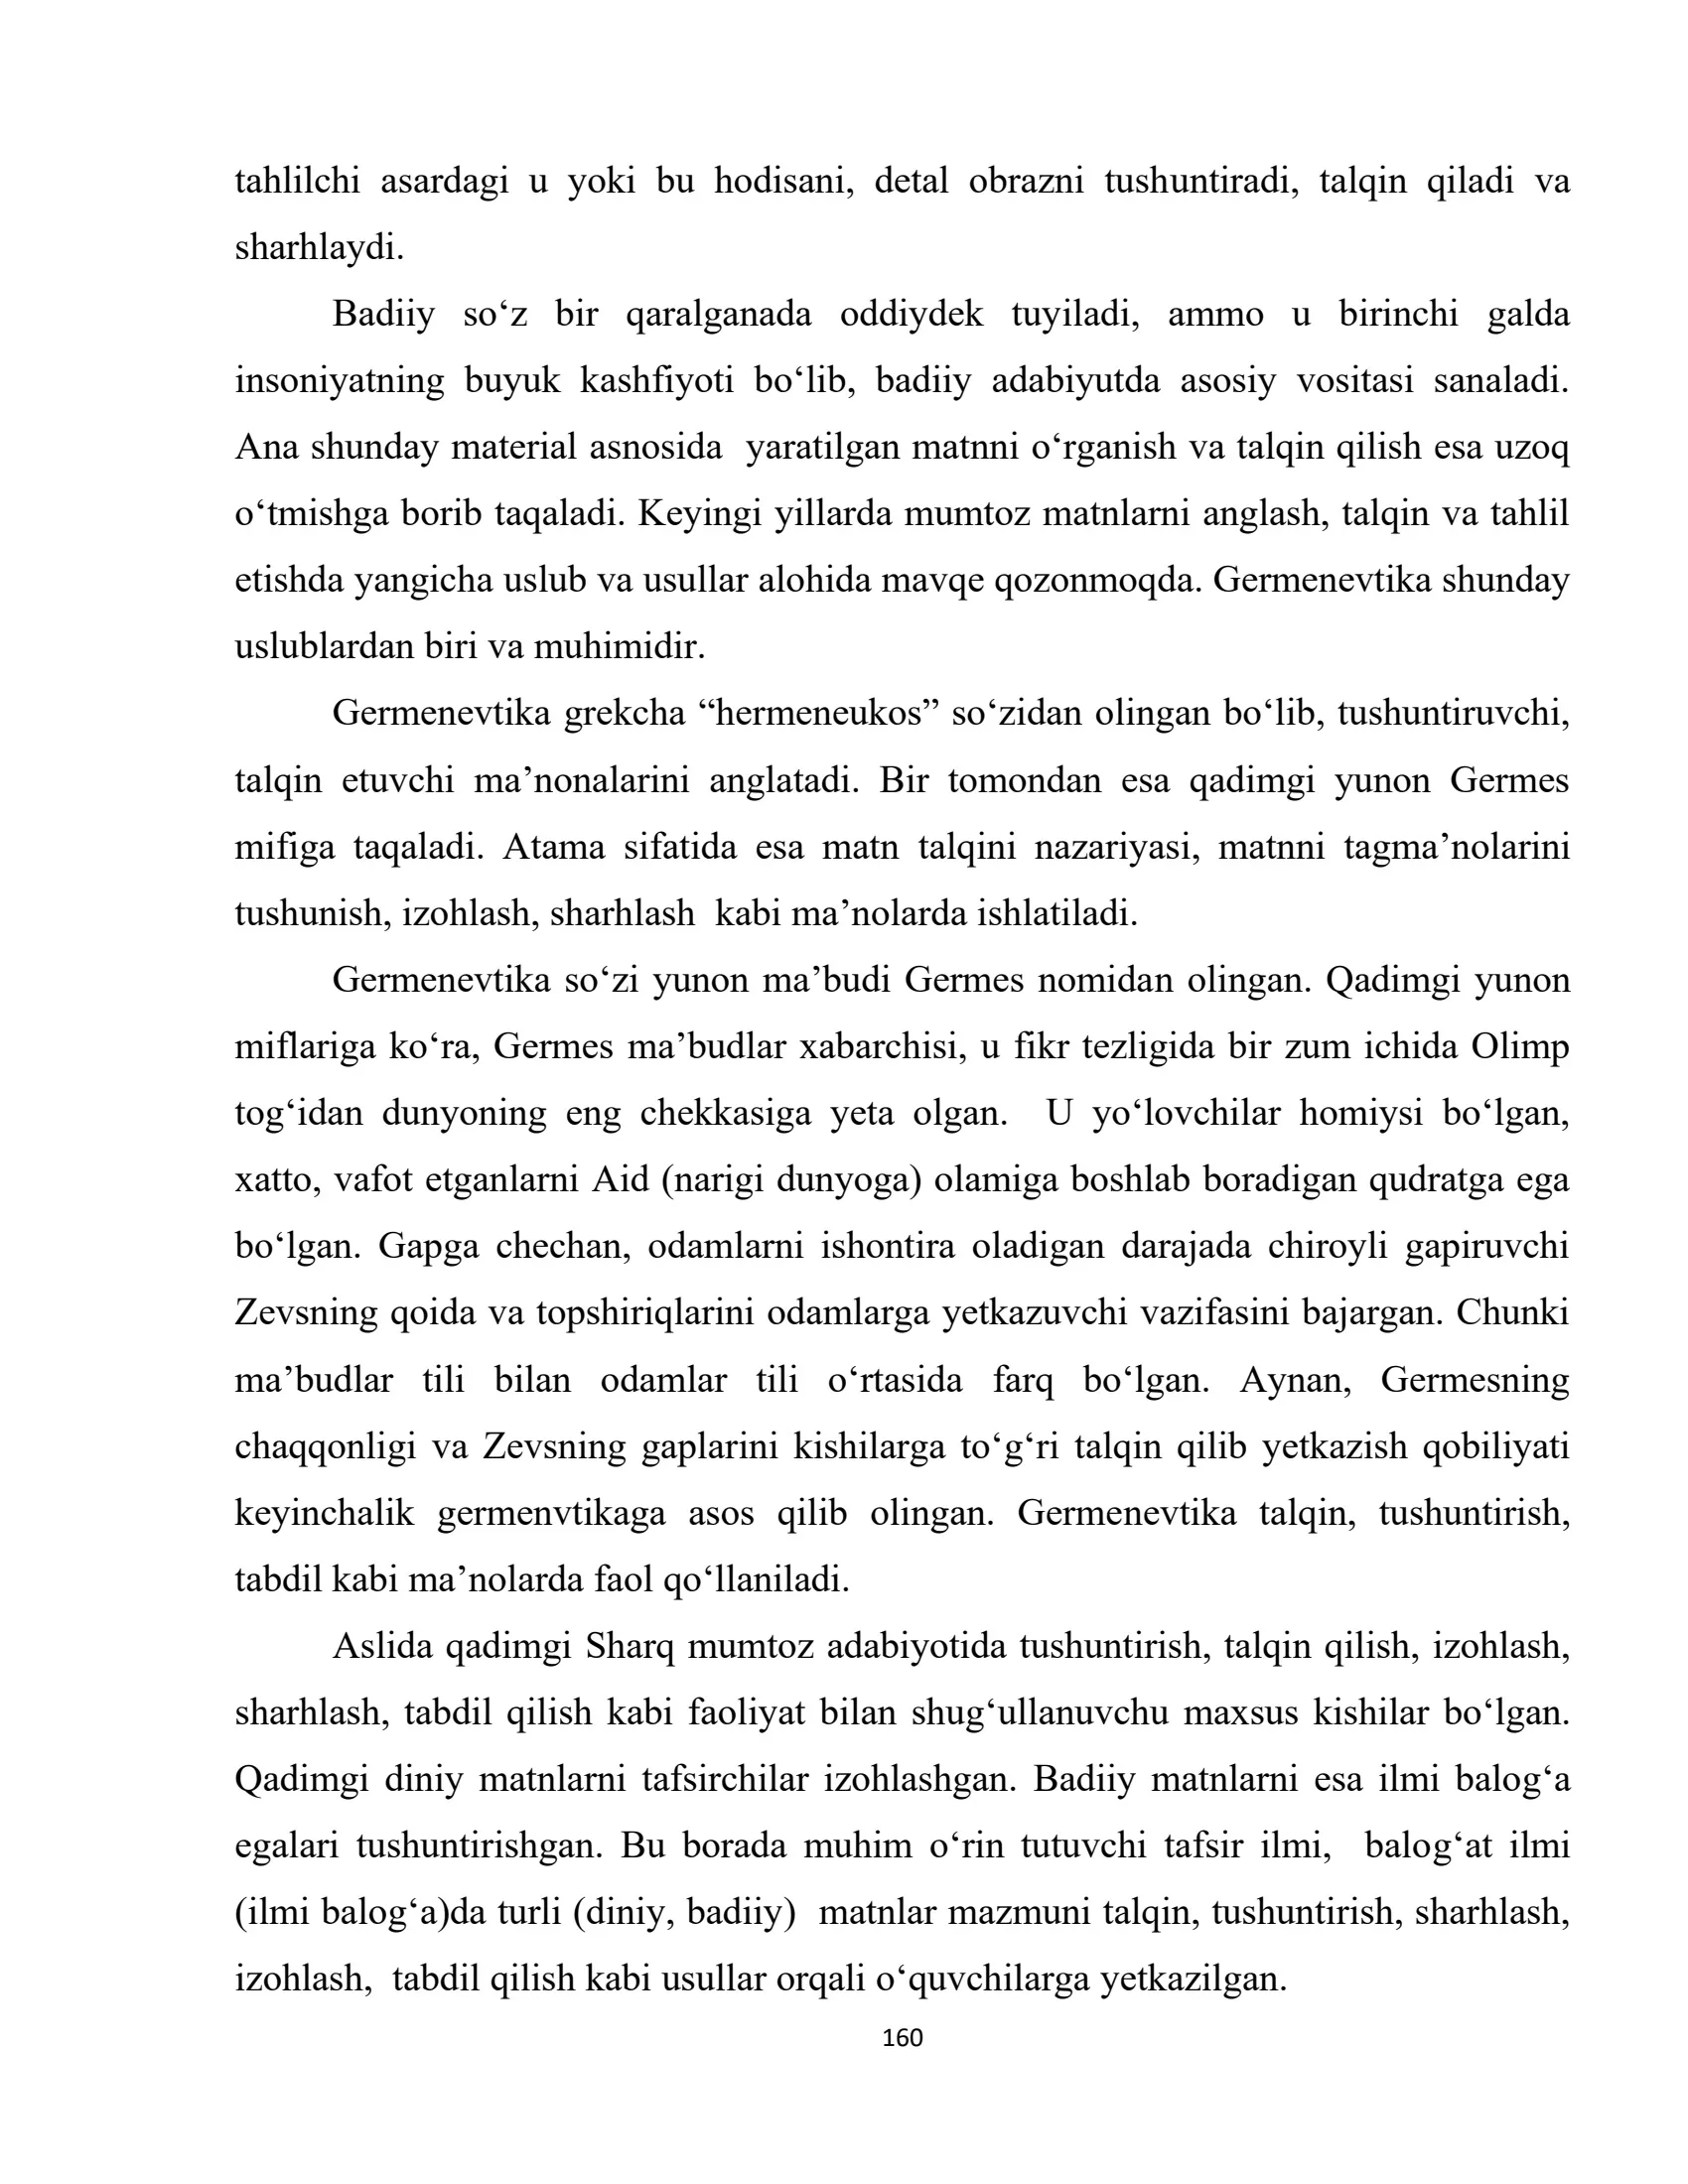 tahlilchi asardagi u yoki bu hodisani, detal obrazni tushuntiradi, talqin qiladi va
sharhlaydi.
Badiiy so‘z bir qaralganada oddiydek tuyiladi, ammo u birinchi galda
insoniyatning buyuk kashfiyoti bo‘lib, badiiy adabiyutda asosiy vositasi sanaladi.
Ana shunday material asnosida  yaratilgan matnni o‘rganish va talqin qilish esa uzoq
o‘tmishga borib taqaladi. Keyingi yillarda mumtoz matnlarni anglash, talqin va tahlil
etishda yangicha uslub va usullar alohida mavqe qozonmoqda. Germenevtika shunday
uslublardan biri va muhimidir.
Germenevtika grekcha “hermeneukos” so‘zidan olingan bo‘lib, tushuntiruvchi,
talqin etuvchi ma’nonalarini anglatadi. Bir tomondan esa qadimgi yunon Germes
mifiga taqaladi. Atama sifatida esa matn talqini nazariyasi, matnni tagma’nolarini
tushunish, izohlash, sharhlash  kabi ma’nolarda ishlatiladi.
Germenevtika so‘zi yunon ma’budi Germes nomidan olingan. Qadimgi yunon
miflariga ko‘ra, Germes ma’budlar xabarchisi, u fikr tezligida bir zum ichida Olimp
tog‘idan dunyoning eng chekkasiga yeta olgan.  U yo‘lovchilar homiysi bo‘lgan,
xatto, vafot etganlarni Aid (narigi dunyoga) olamiga boshlab boradigan qudratga ega
bo‘lgan. Gapga chechan, odamlarni ishontira oladigan darajada chiroyli gapiruvchi
Zevsning qoida va topshiriqlarini odamlarga yetkazuvchi vazifasini bajargan. Chunki
ma’budlar tili bilan odamlar tili o‘rtasida farq bo‘lgan. Aynan, Germesning
chaqqonligi va Zevsning gaplarini kishilarga to‘g‘ri talqin qilib yetkazish qobiliyati
keyinchalik germenvtikaga asos qilib olingan. Germenevtika talqin, tushuntirish,
tabdil kabi ma’nolarda faol qo‘llaniladi.
Aslida qadimgi Sharq mumtoz adabiyotida tushuntirish, talqin qilish, izohlash,
sharhlash, tabdil qilish kabi faoliyat bilan shug‘ullanuvchu maxsus kishilar bo‘lgan.
Qadimgi diniy matnlarni tafsirchilar izohlashgan. Badiiy matnlarni esa ilmi balog‘a
egalari tushuntirishgan. Bu borada muhim o‘rin tutuvchi tafsir ilmi,  balog‘at ilmi
(ilmi balog‘a)da turli (diniy, badiiy)  matnlar mazmuni talqin, tushuntirish, sharhlash,
izohlash,  tabdil qilish kabi usullar orqali o‘quvchilarga yetkazilgan.
160